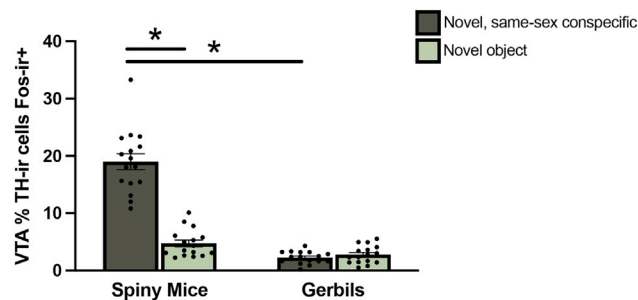 Novel, same-sex conspecific
Novel object
VTA % TH-ir cells Fos-ir+
40
30
20
10
0
*
*
Spiny Mice
Gerbils